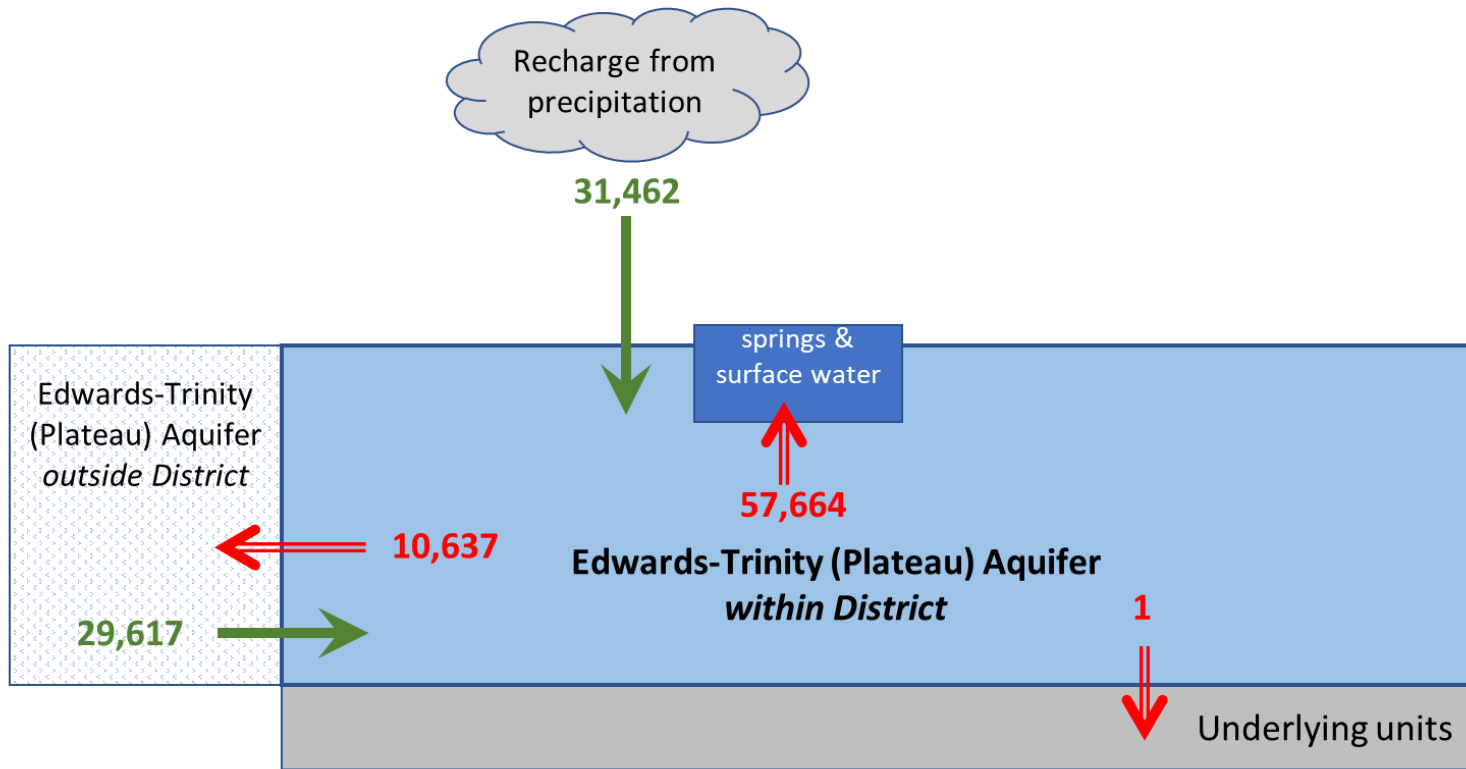 Recharge from
precipitation
31,462
springs &
surface water
Edwards-Trinity
(Plateau) Aquifer
outside District
57,664
10,637
Edwards-Trinity (Plateau) Aquifer
within District
1
29,617
Underlying units